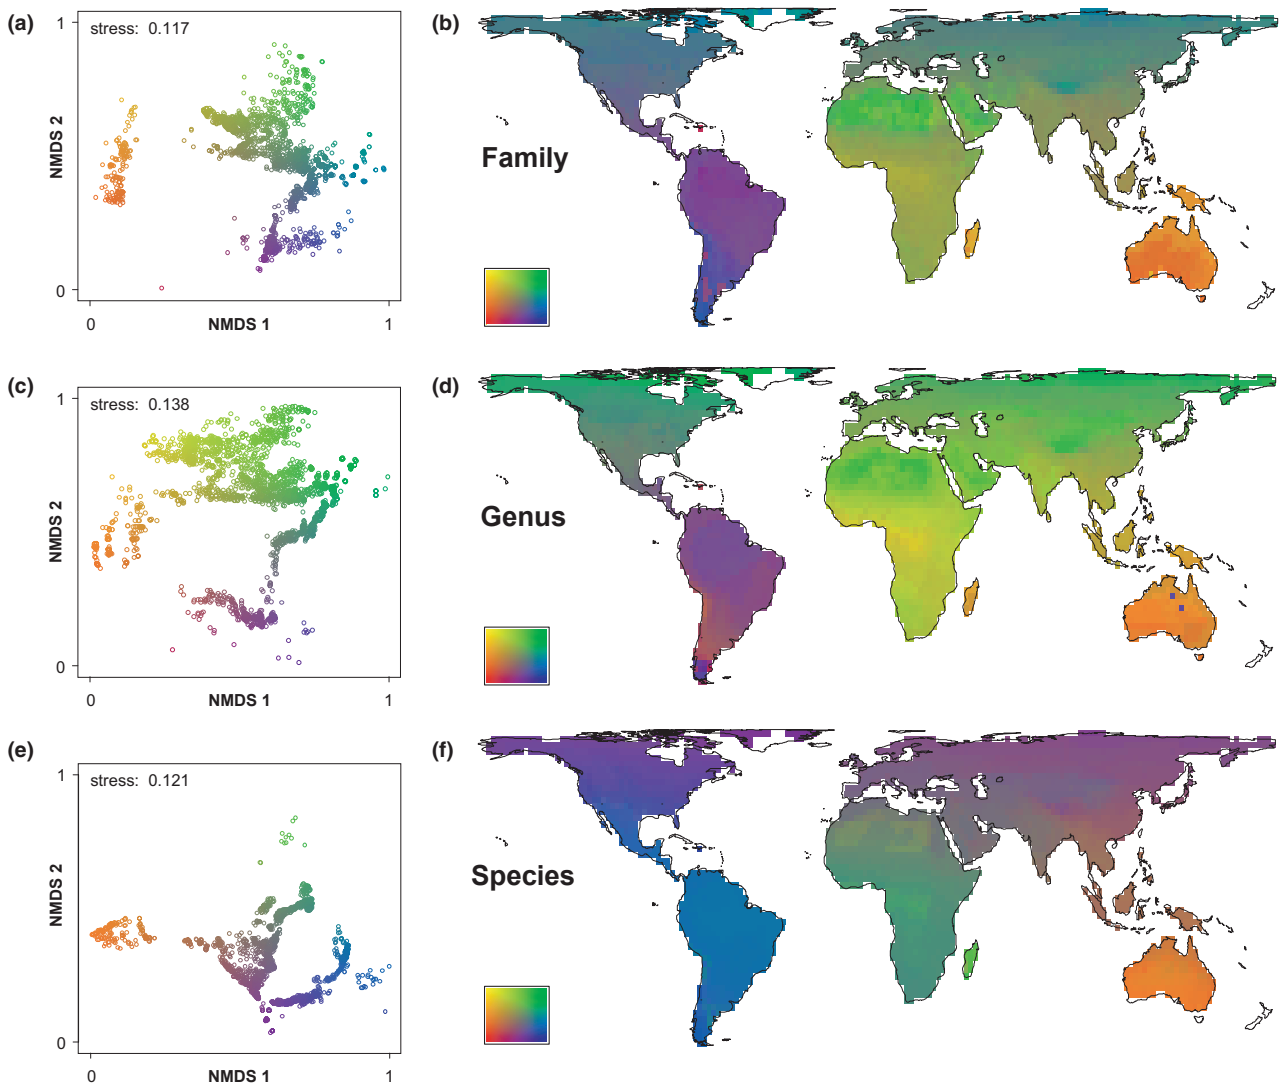 (a)
1
stress: 0.117
NMDS 2
0
0
NMDS 1
1
(b)
Family
(c)
1
stress: 0.138
NMDS 2
0
0
NMDS 1
1
(d)
Genus
(e)
1
stress: 0.121
NMDS 2
0
0
NMDS 1
1
(f)
Species